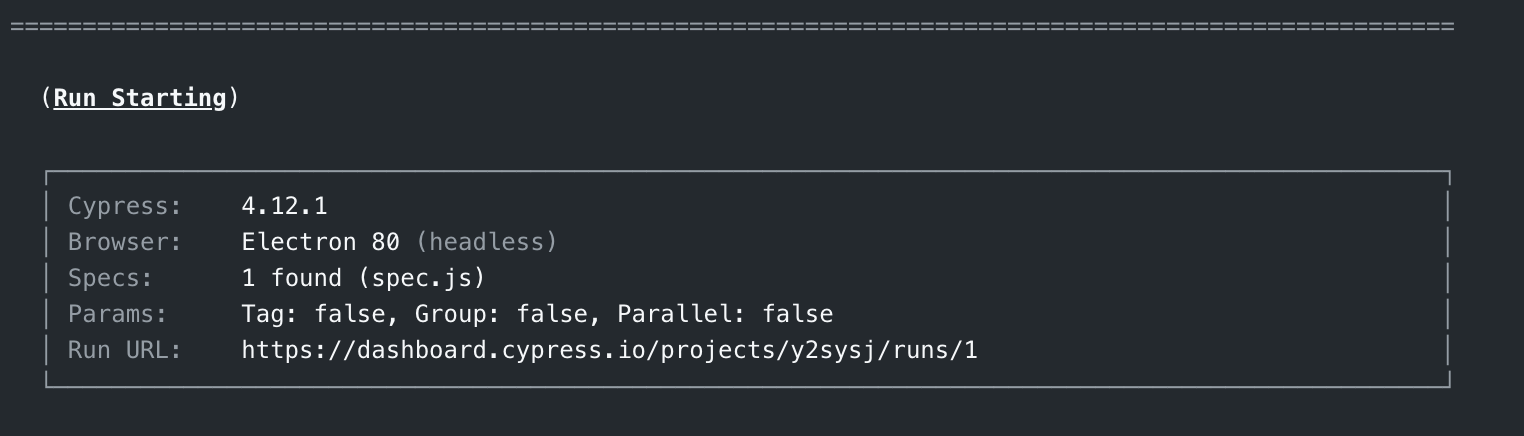 ====================================================================================================
(Run Starting)
Cypress: 4.12.1
Browser: Electron 80 (headless)
Specs: 1 found (spec.js)
Params: Tag: false, Group: false, Parallel: false
Run URL: https://dashboard.cypress.io/projects/y2sysj/runs/1